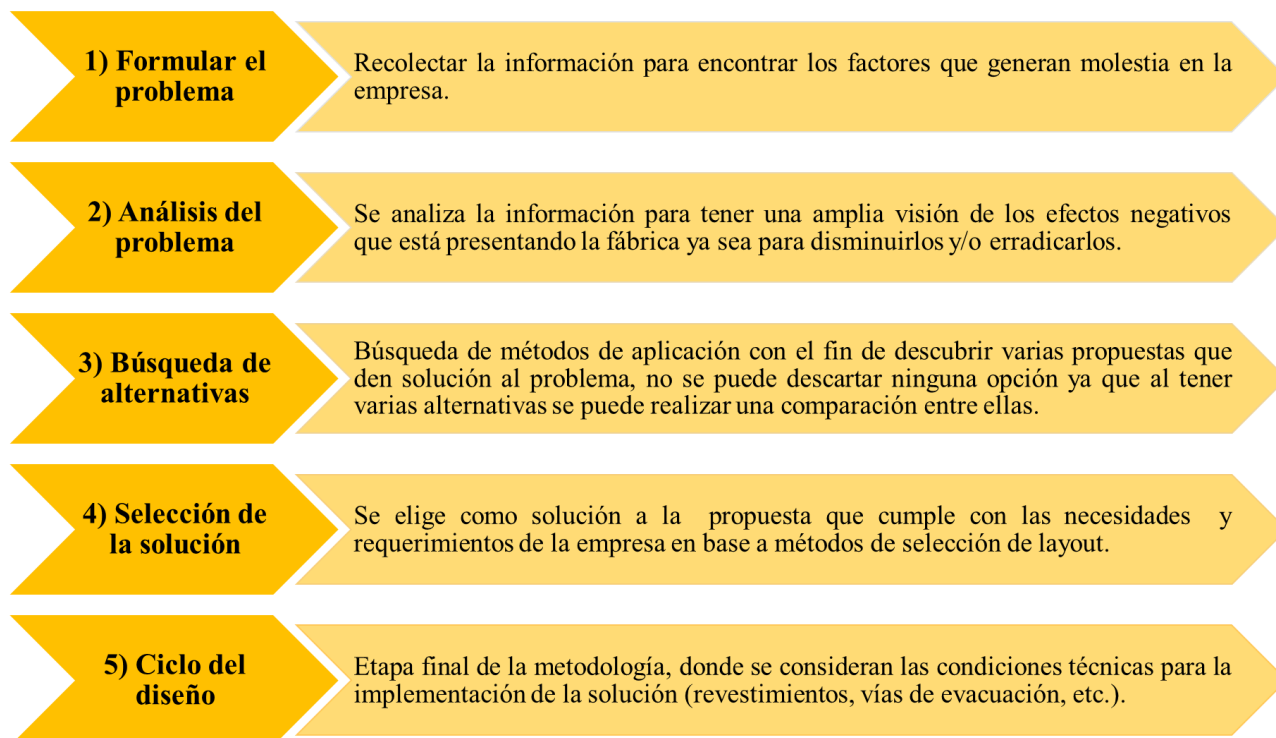 1) Formular el
problema
Recolectar la información para encontrar los factores que generan molestia en la
empresa.
2) Análisis del
problema
Se analiza la información para tener una amplia visión de los efectos negativos
que está presentando la fábrica ya sea para disminuirlos y/o erradicarlos.
3) Búsqueda de
alternativas
Búsqueda de métodos de aplicación con el fin de descubrir varias propuestas que
den solución al problema, no se puede descartar ninguna opción ya que al tener
varias alternativas se puede realizar una comparación entre ellas.
4) Selección de
la solución
Se elige como solución a la propuesta que cumple con las necesidades y
requerimientos de la empresa en base a métodos de selección de layout.
5) Ciclo del
diseño
Etapa final de la metodología, donde se consideran las condiciones técnicas para la
implementación de la solución (revestimientos, vías de evacuación, etc.).